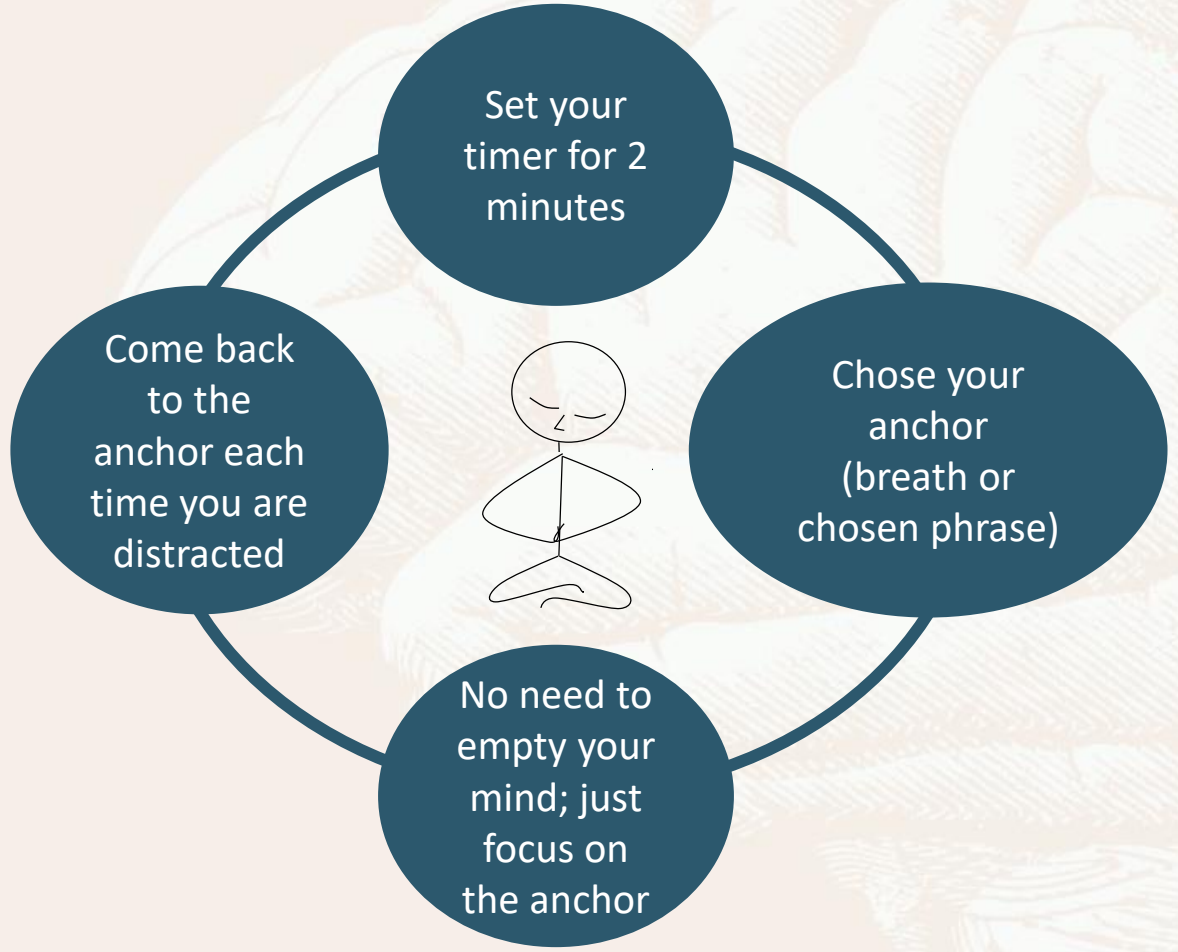 Set your
timer for 2
minutes
Chose your
anchor
(breath or
chosen phrase)
No need to
empty your
mind; just
focus on
the anchor
Come back
to the
anchor each
time you are
distracted